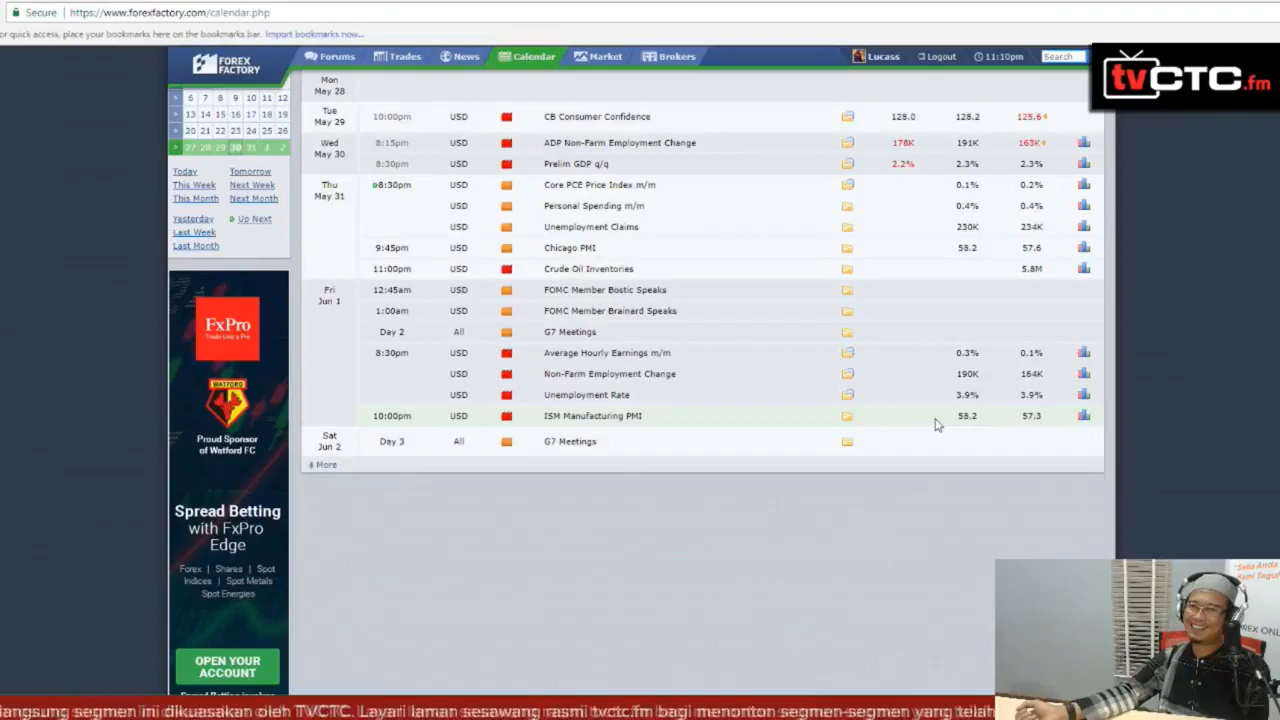 Secure | https://www.forexfactory.com/calendar.php
or quick access, place your bookmarks here on the bookmarks bar. Import bookmarks now...
FOREX FACTORY
Forums Trades News Calendar Market Brokers Lucass Logout 11:10pm Search
tvCTC.fm
> 6 7 8 9 10 11 12
> 13 14 15 16 17 18 19
> 20 21 22 23 24 25 26
> 27 28 29 30 31 1 2
Today Tomorrow
This Week Next Week
This Month Next Month
Yesterday Up Next
Last Week
Last Month
Mon May 28
Tue May 29 10:00pm USD CB Consumer Confidence 128.0 128.2 125.6
Wed May 30 8:15pm USD ADP Non-Farm Employment Change 178K 191K 163K
8:30pm USD Prelim GDP q/q 2.2% 2.3% 2.3%
Thu May 31 8:30pm USD Core PCE Price Index m/m 0.1% 0.2%
USD Personal Spending m/m 0.4% 0.4%
USD Unemployment Claims 230K 234K
9:45pm USD Chicago PMI 58.2 57.6
11:00pm USD Crude Oil Inventories 5.8M
Fri Jun 1 12:45am USD FOMC Member Bostic Speaks
1:00am USD FOMC Member Brainard Speaks
Day 2 All G7 Meetings
8:30pm USD Average Hourly Earnings m/m 0.3% 0.1%
USD Non-Farm Employment Change 190K 164K
USD Unemployment Rate 3.9% 3.9%
10:00pm USD ISM Manufacturing PMI 58.2 57.3
Sat Jun 2 Day 3 All G7 Meetings
More
FxPro
Trade Like a Pro
WATFORD
Proud Sponsor
of Watford FC
Spread Betting
with FxPro
Edge
Forex | Shares | Spot
Indices | Spot Metals
Spot Energies
OPEN YOUR
ACCOUNT
"Setia Anda
Kami Tegoh
FOREX ONL
angsung segmen ini dikuasakan oleh TVCTC. Layari laman sesawang rasmi tvctc.fm bagi menonton segmen-segmen yang telah